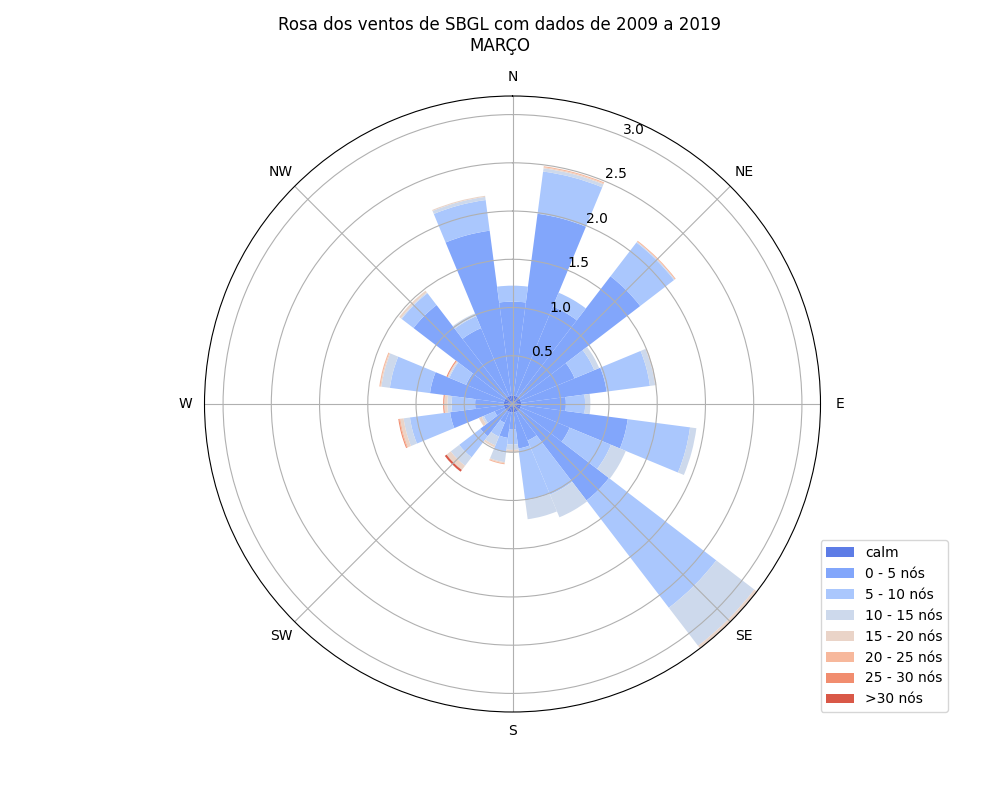 Rosa dos ventos de SBGL com dados de 2009 a 2019
MARÇO
N
NW
NE
3.0
2.5
2.0
1.5
1.0
0.5
W
E
SW
SE
S
calm
0 - 5 nós
5 - 10 nós
10 - 15 nós
15 - 20 nós
20 - 25 nós
25 - 30 nós
>30 nós